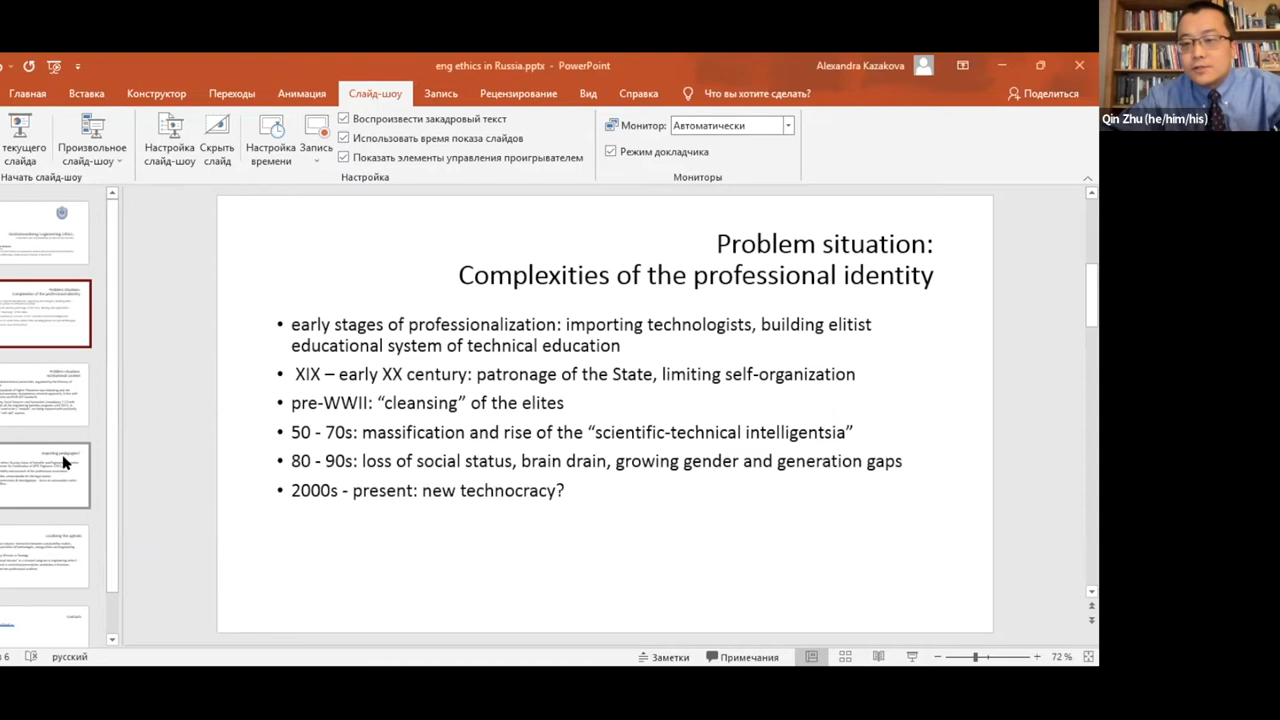 eng ethics in Russia.pptx - PowerPoint
Alexandra Kazakova
Главная Вставка Конструктор Переходы Анимация Слайд-шоу Запись Рецензирование Вид Справка Что вы хотите сделать? Поделиться
текущего слайда
Произвольное слайд-шоу
Настройка слайд-шоу
Скрыть слайд
Настройка времени
Запись
Воспроизвести закадровый текст
Использовать время показа слайдов
Показать элементы управления проигрывателем
Монитор: Автоматически
Режим докладчика
Начать слайд-шоу
Настройка
Мониторы
Qin Zhu (he/him/his)
Problem situation:
Complexities of the professional identity
• early stages of professionalization: importing technologists, building elitist
educational system of technical education
• XIX – early XX century: patronage of the State, limiting self-organization
• pre-WWII: “cleansing” of the elites
• 50 - 70s: massification and rise of the “scientific-technical intelligentsia”
• 80 - 90s: loss of social status, brain drain, growing gender and generation gaps
• 2000s - present: new technocracy?
6 русский
Заметки Примечания
72 %